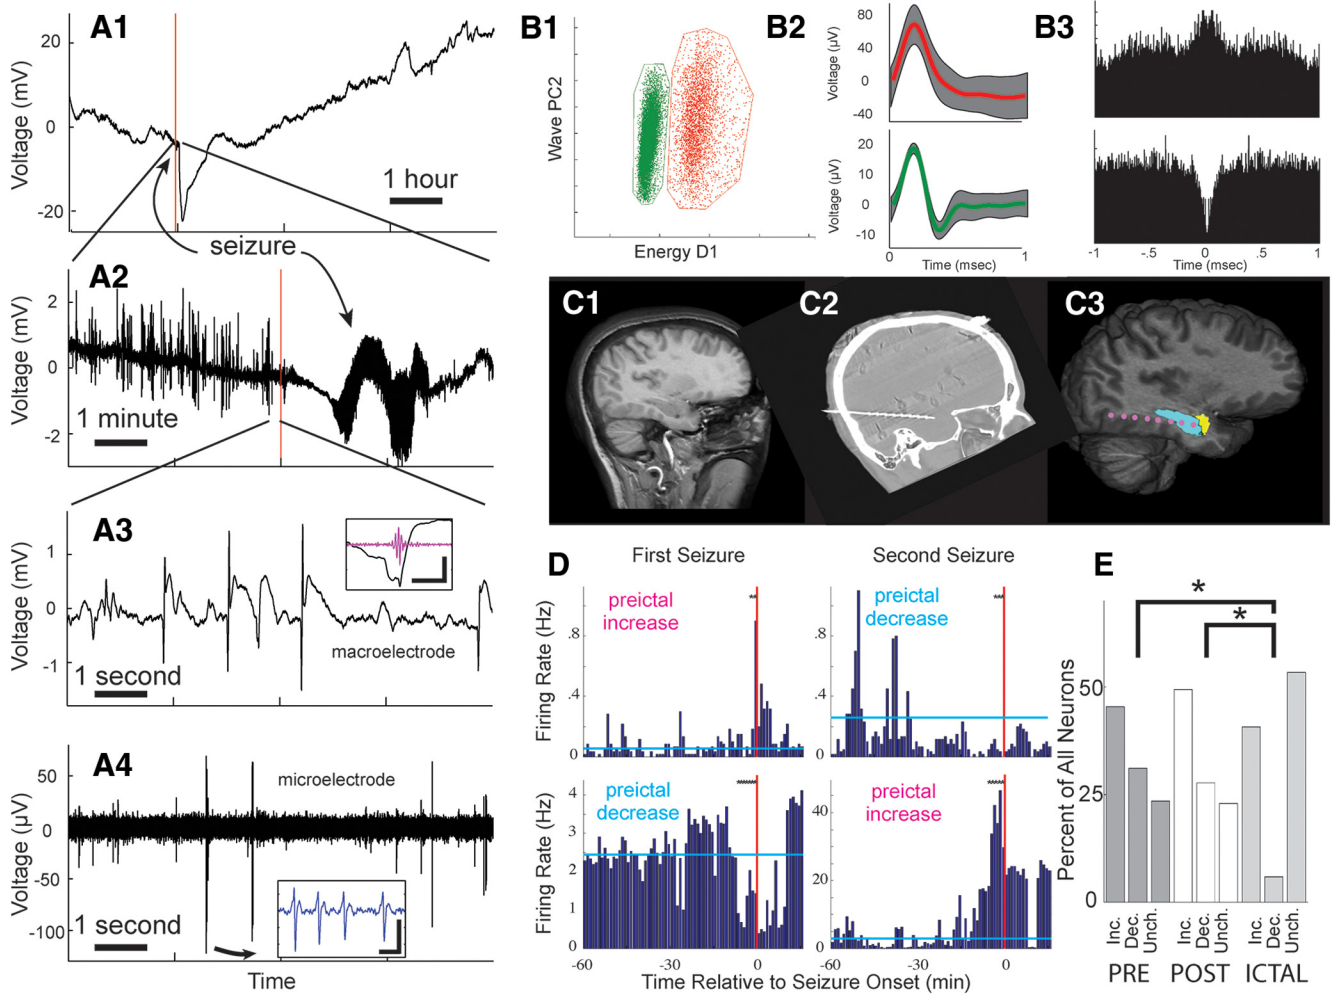 A1
Voltage (mV)
20
0
-20
1 hour
seizure
A2
Voltage (mV)
2
0
-2
1 minute
A3
Voltage (mV)
1
0
-1
macroelectrode
1 second
A4
Voltage (µV)
50
0
-50
-100
microelectrode
1 second
Time
B1
Wave PC2
Energy D1
B2
Voltage (µV)
80
40
0
-40
Voltage (µV)
20
10
0
-10
0
1
Time (msec)
B3
-1
-.5
0
.5
1
Time (msec)
C1
C2
C3
D
First Seizure
Second Seizure
Firing Rate (Hz)
.8
.4
0
preictal
increase
**
.8
.4
0
preictal
decrease
***
Firing Rate (Hz)
4
3
2
1
0
preictal
decrease
40
20
0
preictal
increase
-60
-30
0
-60
-30
0
Time Relative to Seizure Onset (min)
E
*
*
Percent of All Neurons
50
25
0
Inc.
Dec.
Unch.
Inc.
Dec.
Unch.
Inc.
Dec.
Unch.
PRE
POST
ICTAL